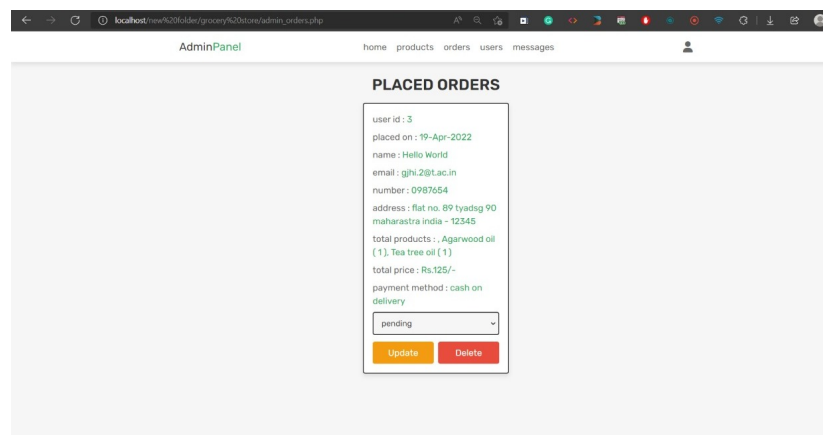 localhost/new%20folder/grocery%20store/admin_orders.php
AdminPanel home products orders users messages
PLACED ORDERS
user id : 3
placed on : 19-Apr-2022
name : Hello World
email : gjhi.2@t.ac.in
number : 0987654
address : flat no. 89 tyadsg 90
maharastra india - 12345
total products : , Agarwood oil
( 1 ), Tea tree oil ( 1 )
total price : Rs.125/-
payment method : cash on
delivery
pending
Update Delete